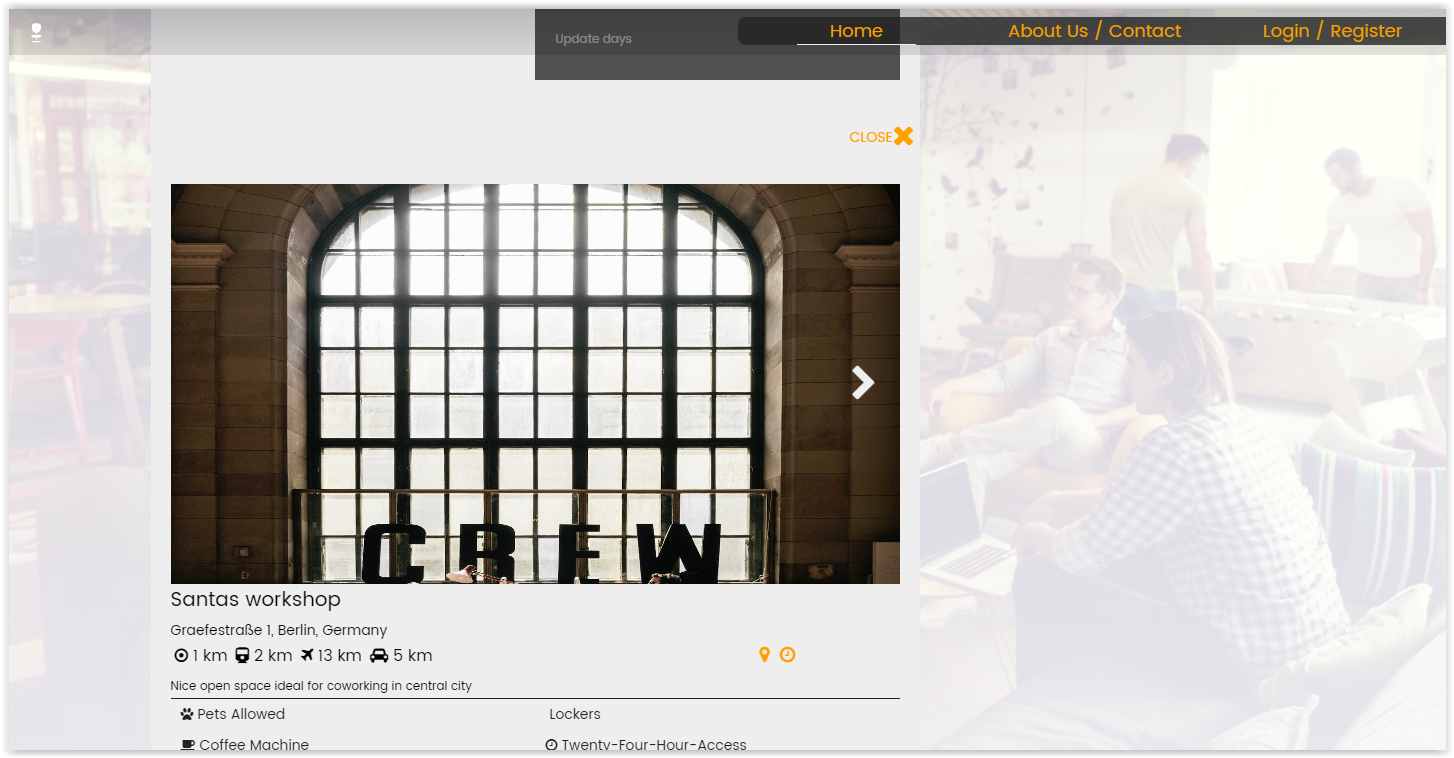 Update days
Home
About Us / Contact
Login / Register
CLOSE
CREW
Santas workshop
Graefestraße 1, Berlin, Germany
1 km 2 km 13 km 5 km
Nice open space ideal for coworking in central city
Pets Allowed
Lockers
Coffee Machine
Twenty-Four-Hour-Access